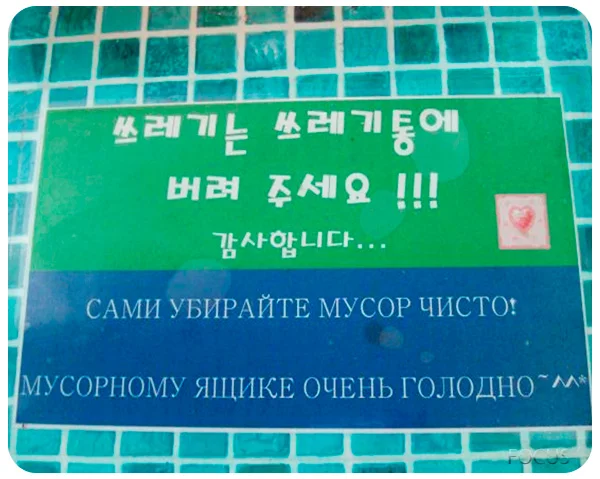 쓰레기는 쓰레기통에
버려 주세요 !!!
감사합니다...
САМИ УБИРАЙТЕ МУСОР ЧИСТО!
МУСОРНОМУ ЯЩИКЕ ОЧЕНЬ ГОЛОДНО~^^*
FOCUS